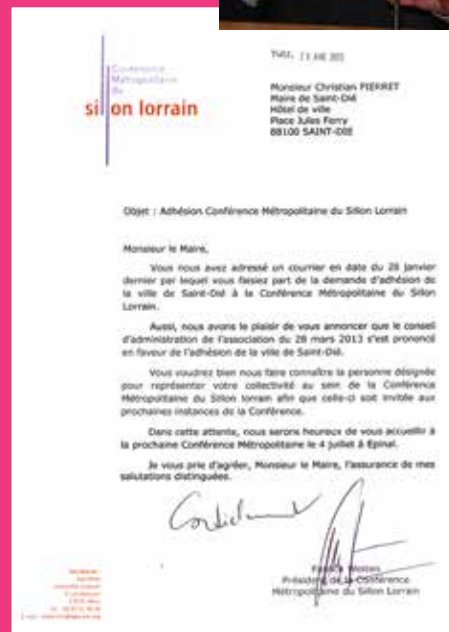 Conférence
Métropolitaine
du
sillon lorrain
Yutz,
Monsieur Christian PIERRET
Maire de Saint-Dié
Hôtel de ville
Place Jules Ferry
88100 SAINT-DIE
Objet : Adhésion Conférence Métropolitaine du Sillon Lorrain
Monsieur le Maire,
Vous nous avez adressé un courrier en date du 28 janvier
dernier par lequel vous faisiez part de la demande d'adhésion de
la ville de Saint-Dié à la Conférence Métropolitaine du Sillon
Lorrain.
Aussi, nous avons le plaisir de vous annoncer que le conseil
d'administration de l'association du 28 mars 2013 s'est prononcé
en faveur de l'adhésion de la ville de Saint-Dié.
Vous voudrez bien nous faire connaître la personne désignée
pour représenter votre collectivité au sein de la Conférence
Métropolitaine du Sillon lorrain afin que celle-ci soit invitée aux
prochaines instances de la Conférence.
Dans cette attente, nous serons heureux de vous accueillir à
la prochaine Conférence Métropolitaine le 4 juillet à Epinal.
Je vous prie d'agréer, Monsieur le Maire, l'assurance de mes
salutations distinguées.
Cordialement
Président de la Conférence
Métropolitaine du Sillon Lorrain